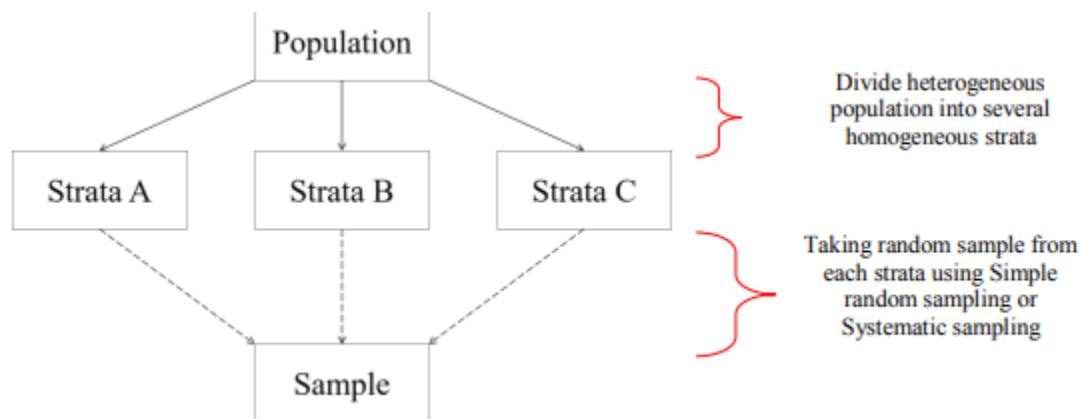 Population
Divide heterogeneous
population into several
homogeneous strata
Strata A
Strata B
Strata C
Taking random sample from
each strata using Simple
random sampling or
Systematic sampling
Sample